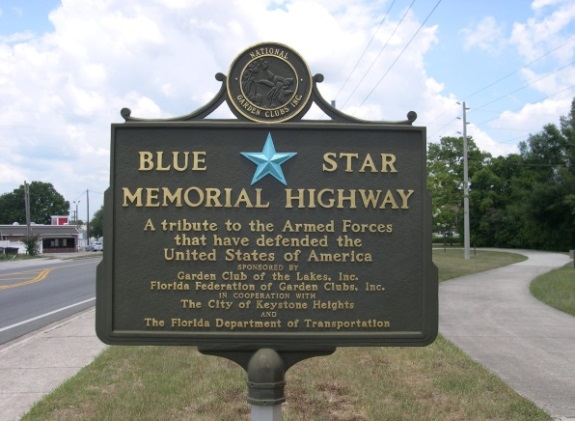 NATIONAL
GARDEN CLUBS INC.
BLUE STAR
MEMORIAL HIGHWAY
A tribute to the Armed Forces
that have defended the
United States of America
SPONSORED BY
Garden Club of the Lakes, Inc.
Florida Federation of Garden Clubs, Inc.
IN COOPERATION WITH
The City of Keystone Heights
AND
The Florida Department of Transportation